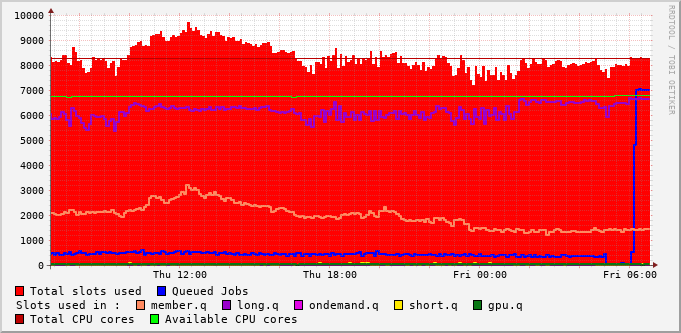 RRDTOOL / TOBI OETIKER
10000
9000
8000
7000
6000
5000
4000
3000
2000
1000
0
Thu 12:00 Thu 18:00 Fri 00:00 Fri 06:00
Total slots used Queued Jobs
Slots used in : member.q long.q ondemand.q short.q gpu.q
Total CPU cores Available CPU cores